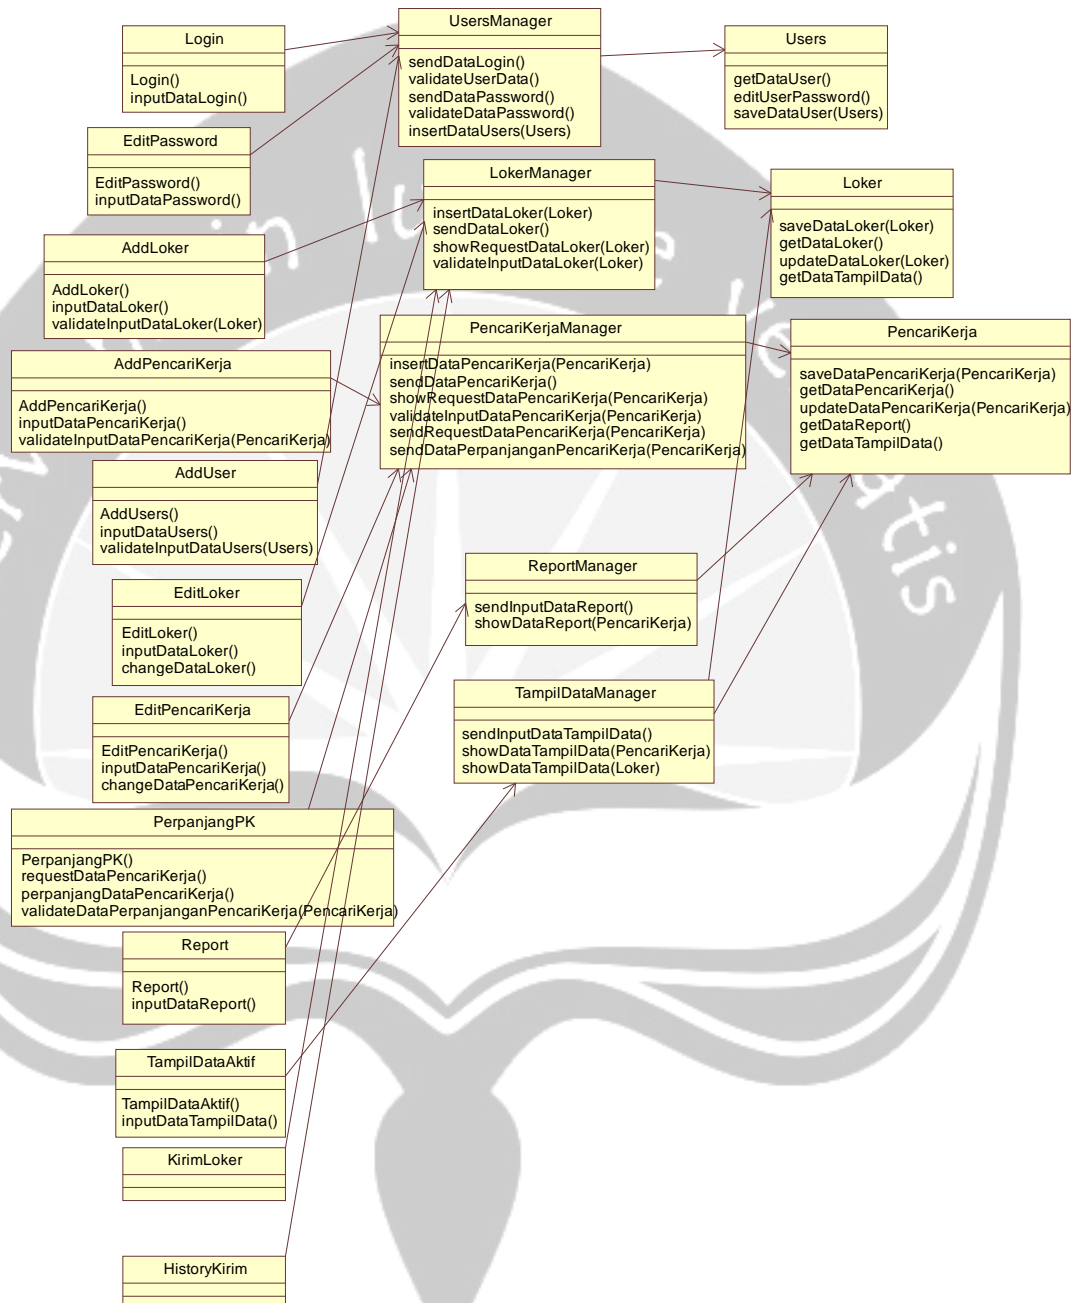 Login
Login()
inputDataLogin()
UsersManager
sendDataLogin()
validateUserData()
sendDataPassword()
validateDataPassword()
insertDataUsers(Users)
Users
getDataUser()
editUserPassword()
saveDataUser(Users)
EditPassword
EditPassword()
inputDataPassword()
LokerManager
insertDataLoker(Loker)
sendDataLoker()
showRequestDataLoker(Loker)
validateInputDataLoker(Loker)
Loker
saveDataLoker(Loker)
getDataLoker()
updateDataLoker(Loker)
getDataTampilData()
AddLoker
AddLoker()
inputDataLoker()
validateInputDataLoker(Loker)
PencariKerjaManager
insertDataPencariKerja(PencariKerja)
sendDataPencariKerja()
showRequestDataPencariKerja(PencariKerja)
validateInputDataPencariKerja(PencariKerja)
sendRequestDataPencariKerja(PencariKerja)
sendDataPerpanjanganPencariKerja(PencariKerja)
PencariKerja
saveDataPencariKerja(PencariKerja)
getDataPencariKerja()
updateDataPencariKerja(PencariKerja)
getDataReport()
getDataTampilData()
AddPencariKerja
AddPencariKerja()
inputDataPencariKerja()
validateInputDataPencariKerja(PencariKerja)
AddUser
AddUsers()
inputDataUsers()
validateInputDataUsers(Users)
ReportManager
sendInputDataReport()
showDataReport(PencariKerja)
EditLoker
EditLoker()
inputDataLoker()
changeDataLoker()
TampilDataManager
sendInputDataTampilData()
showDataTampilData(PencariKerja)
showDataTampilData(Loker)
EditPencariKerja
EditPencariKerja()
inputDataPencariKerja()
changeDataPencariKerja()
PerpanjangPK
PerpanjangPK()
requestDataPencariKerja()
perpanjangDataPencariKerja()
validateDataPerpanjanganPencariKerja(PencariKerja)
Report
Report()
inputDataReport()
TampilDataAktif
TampilDataAktif()
inputDataTampilData()
KirimLoker
HistoryKirim